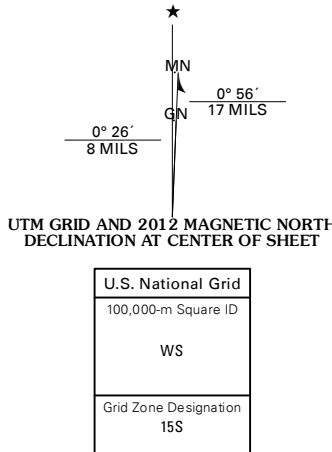 ★
MN
0° 56´
17 MILS
GN
0° 26´
8 MILS
UTM GRID AND 2012 MAGNETIC NORTH
DECLINATION AT CENTER OF SHEET
U.S. National Grid
100,000-m Square ID
WS
Grid Zone Designation
15S